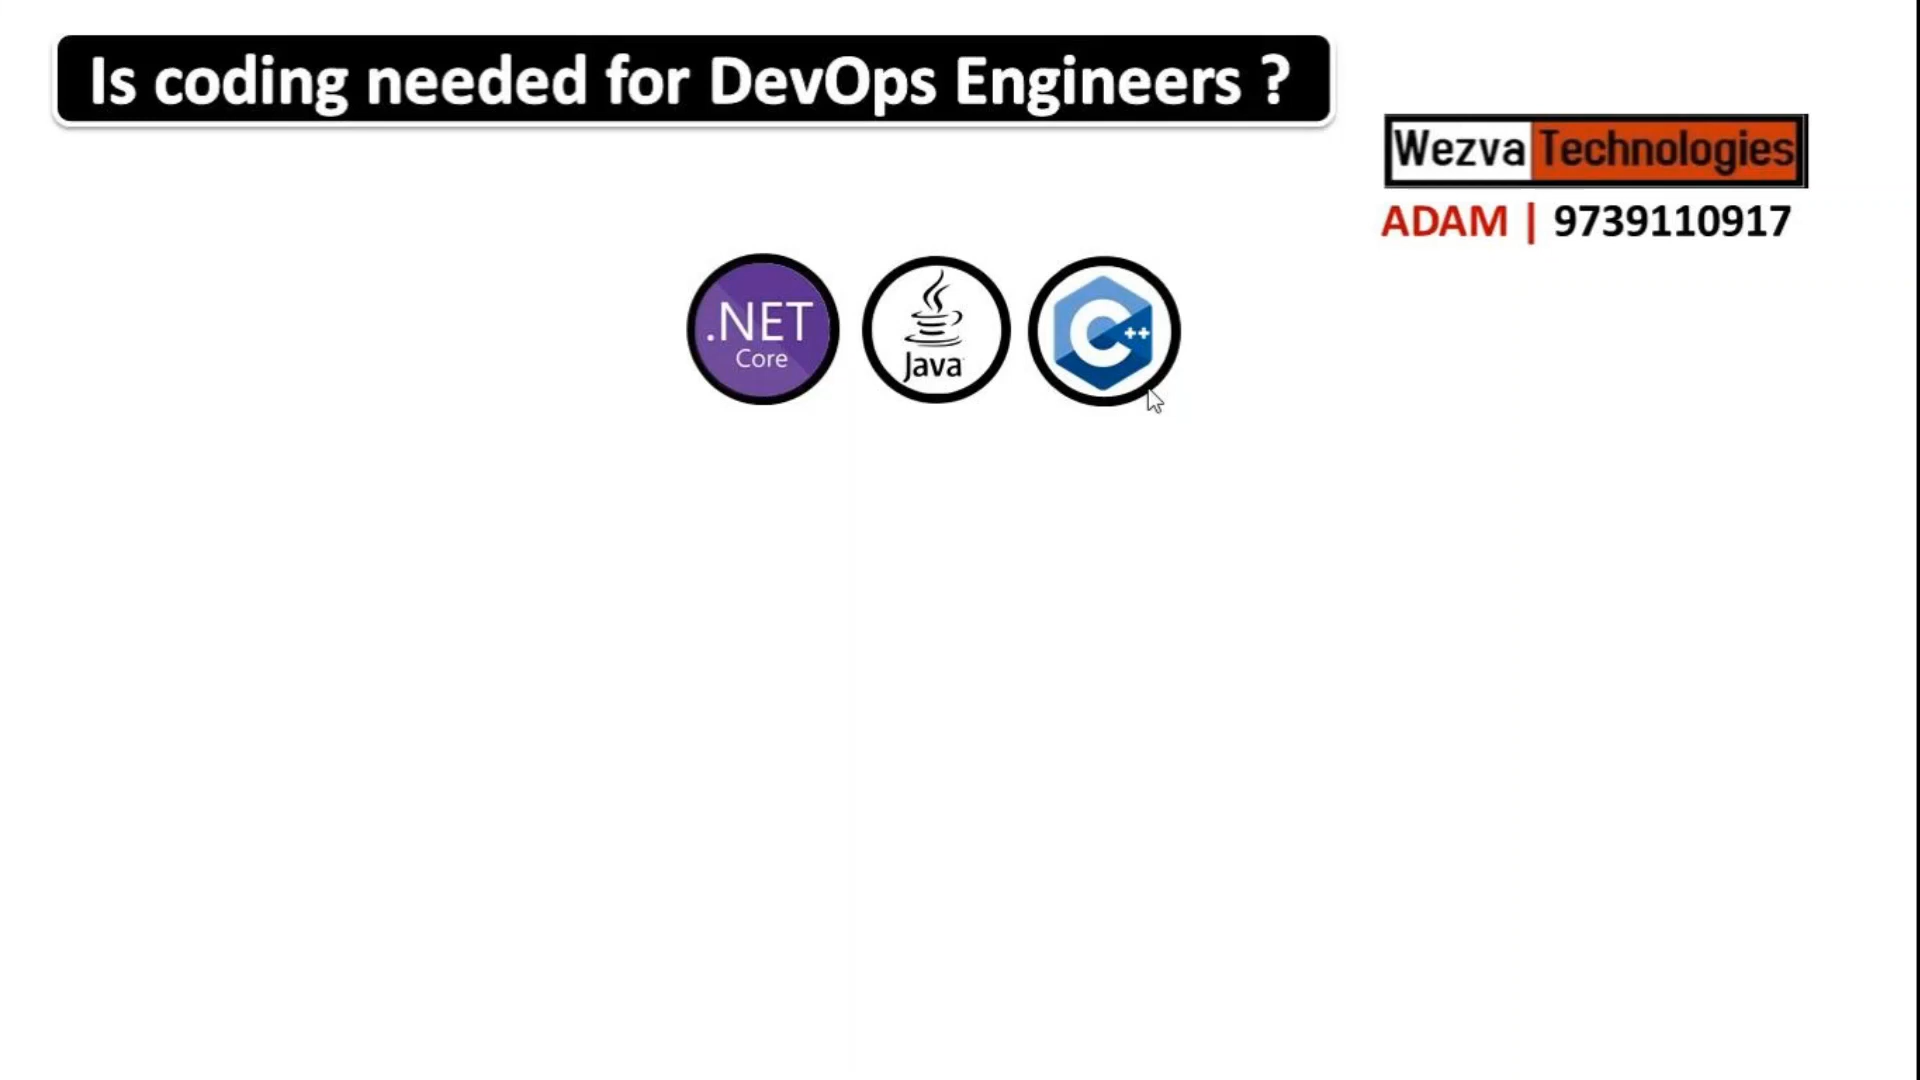 Is coding needed for DevOps Engineers ?
Wezva Technologies
ADAM | 9739110917
.NET
Core
Java
C++